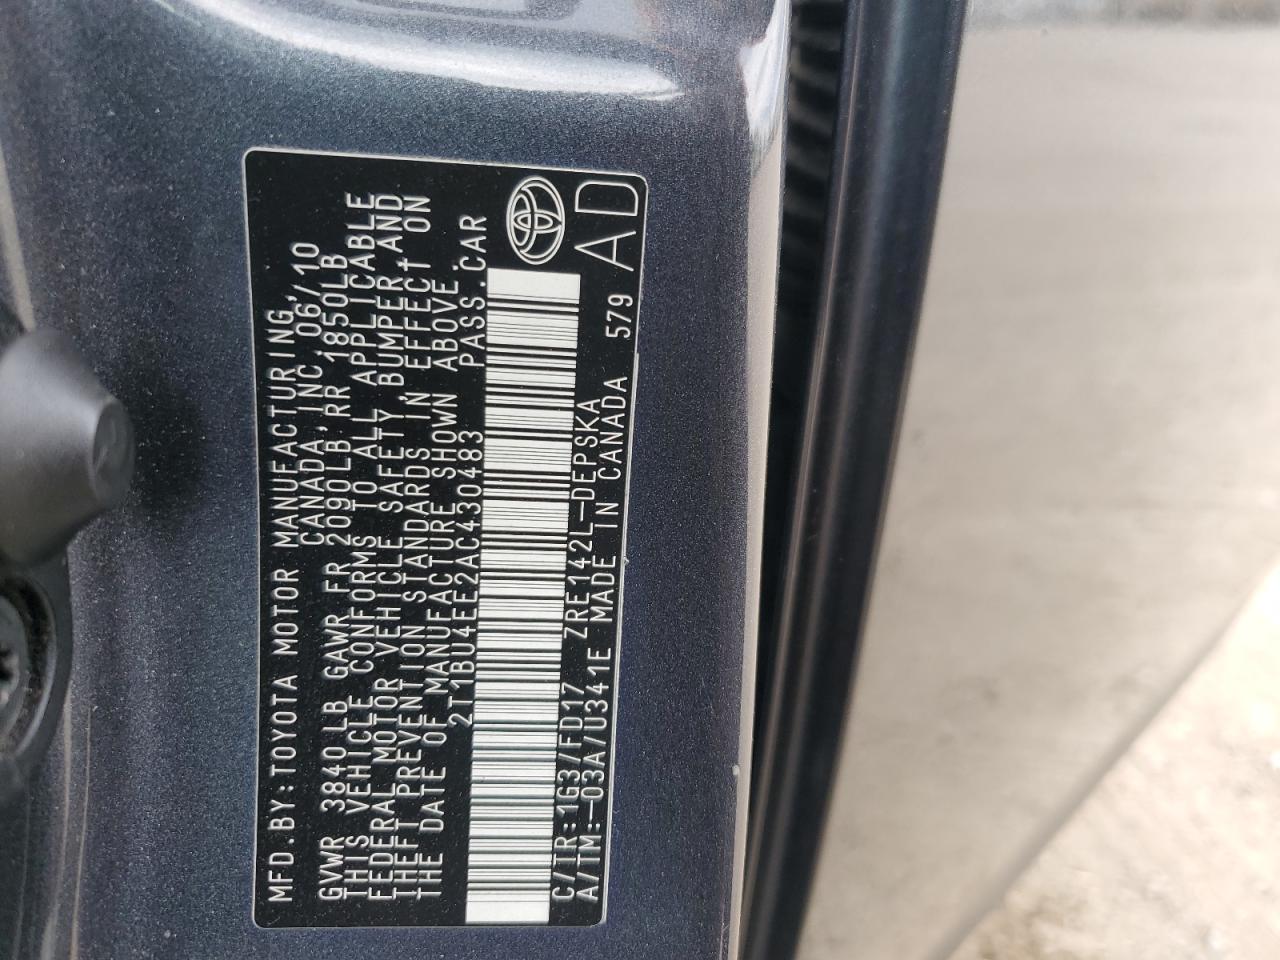 MFD.BY:TOYOTA MOTOR MANUFACTURING,
CANADA,INC. 06/10
GVWR 3840LB GAWR FR 2090LB,RR 1850LB
THIS VEHICLE CONFORMS TO ALL APPLICABLE
FEDERAL MOTOR VEHICLE SAFETY,BUMPER,AND
THEFT PREVENTION STANDARDS IN EFFECT ON
THE DATE OF MANUFACTURE SHOWN ABOVE.
2T1BU4EE2AC430483 PASS.CAR
C/TR:1G3/FD17 ZRE142L-DEPSKA
A/TM:-03A/U341E MADE IN CANADA 579
AD